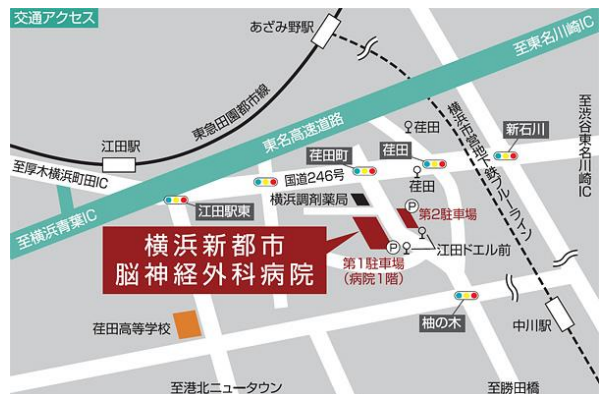 交通アクセス
あざみ野駅
至東名川崎IC
東急田園都市線
東名高速道路
横浜市営地下鉄ブルーライン
至渋谷東名川崎IC
江田駅
荏田
新石川
荏田
荏田町
至厚木横浜町田IC
国道246号
荏田
横浜調剤薬局
江田駅東
P
第2駐車場
至横浜青葉IC
横浜新都市
脳神経外科病院
P
江田ドエル前
第1駐車場
(病院1階)
柚の木
中川駅
荏田高等学校
至港北ニュータウン
至勝田橋